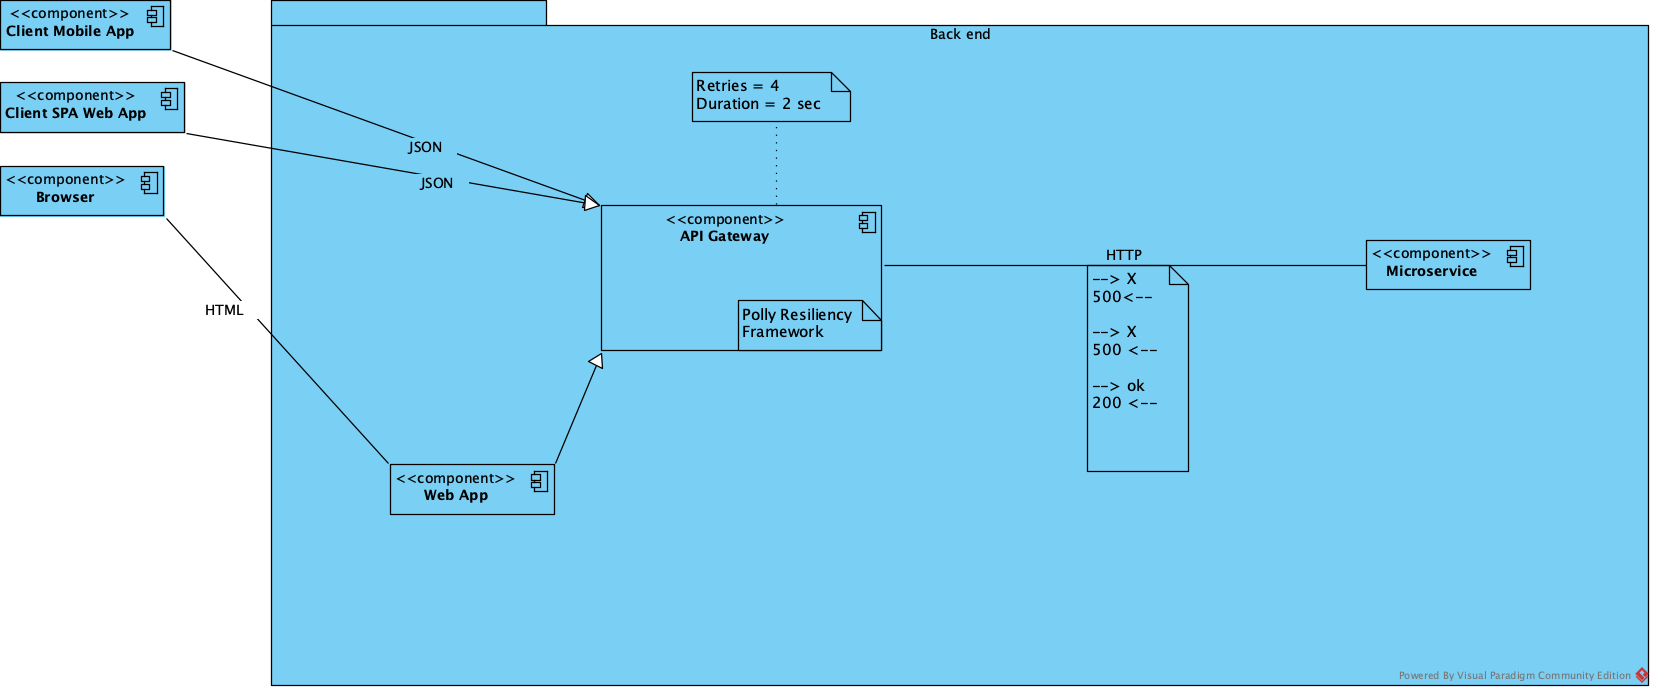 <<component>>
Client Mobile App
<<component>>
Client SPA Web App
<<component>>
Browser
Back end
Retries = 4
Duration = 2 sec
JSON
JSON
<<component>>
API Gateway
Polly Resiliency
Framework
HTTP
--> X
500<--
--> X
500 <--
--> ok
200 <--
<<component>>
Microservice
HTML
<<component>>
Web App
Powered By Visual Paradigm Community Edition